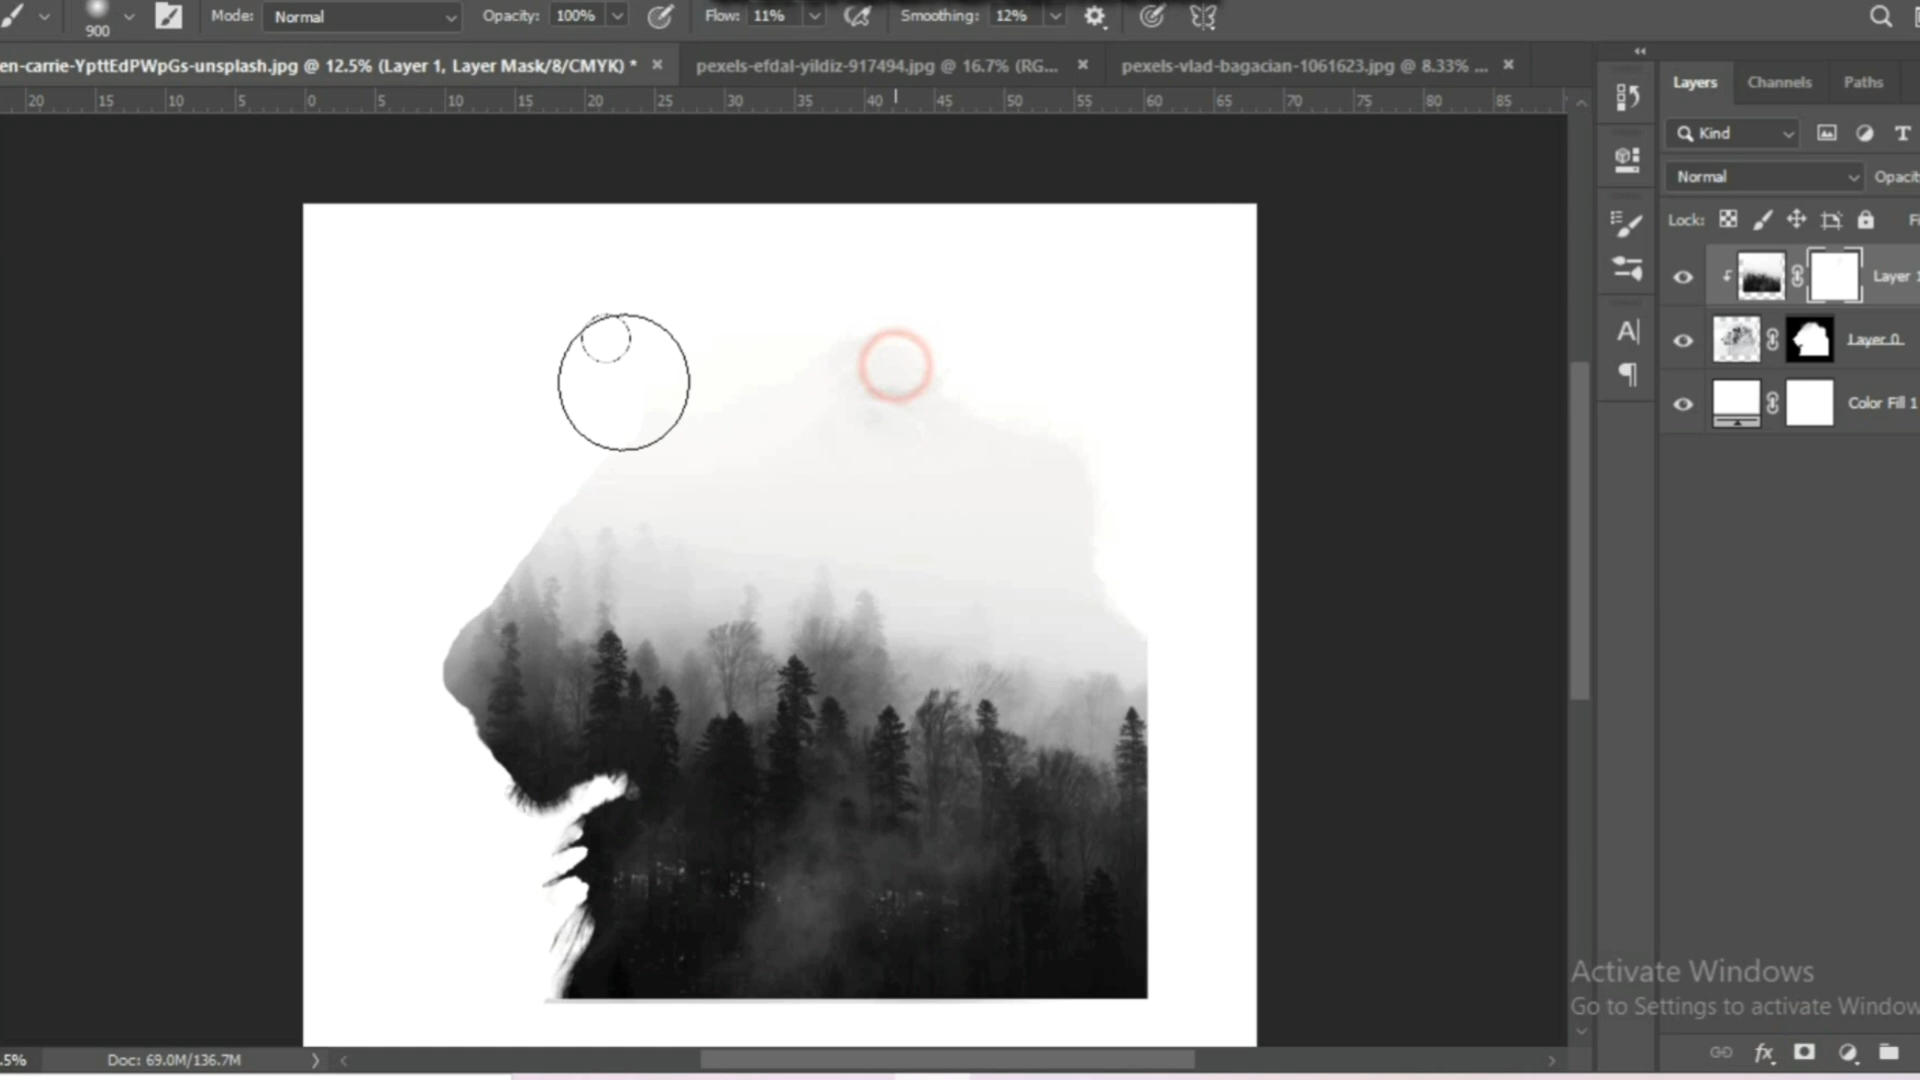 Mode: Normal Opacity: 100% Flow: 11% Smoothing: 12%
900
en-carrie-YpttEdPWpGs-unsplash.jpg @ 12.5% (Layer 1, Layer Mask/8/CMYK) * × pexels-efdal-yildiz-917494.jpg @ 16.7% (RG... × pexels-vlad-bagacian-1061623.jpg @ 8.33% ... ×
20 15 10 5 0 5 10 15 20 25 30 35 40 45 50 55 60 65 70 75 80 85
Layers Channels Paths
Kind
Normal Opacit
Lock: Fi
Layer 1
Layer 0
Color Fill 1
Activate Windows
Go to Settings to activate Window
.5% Doc: 69.0M/136.7M
fx